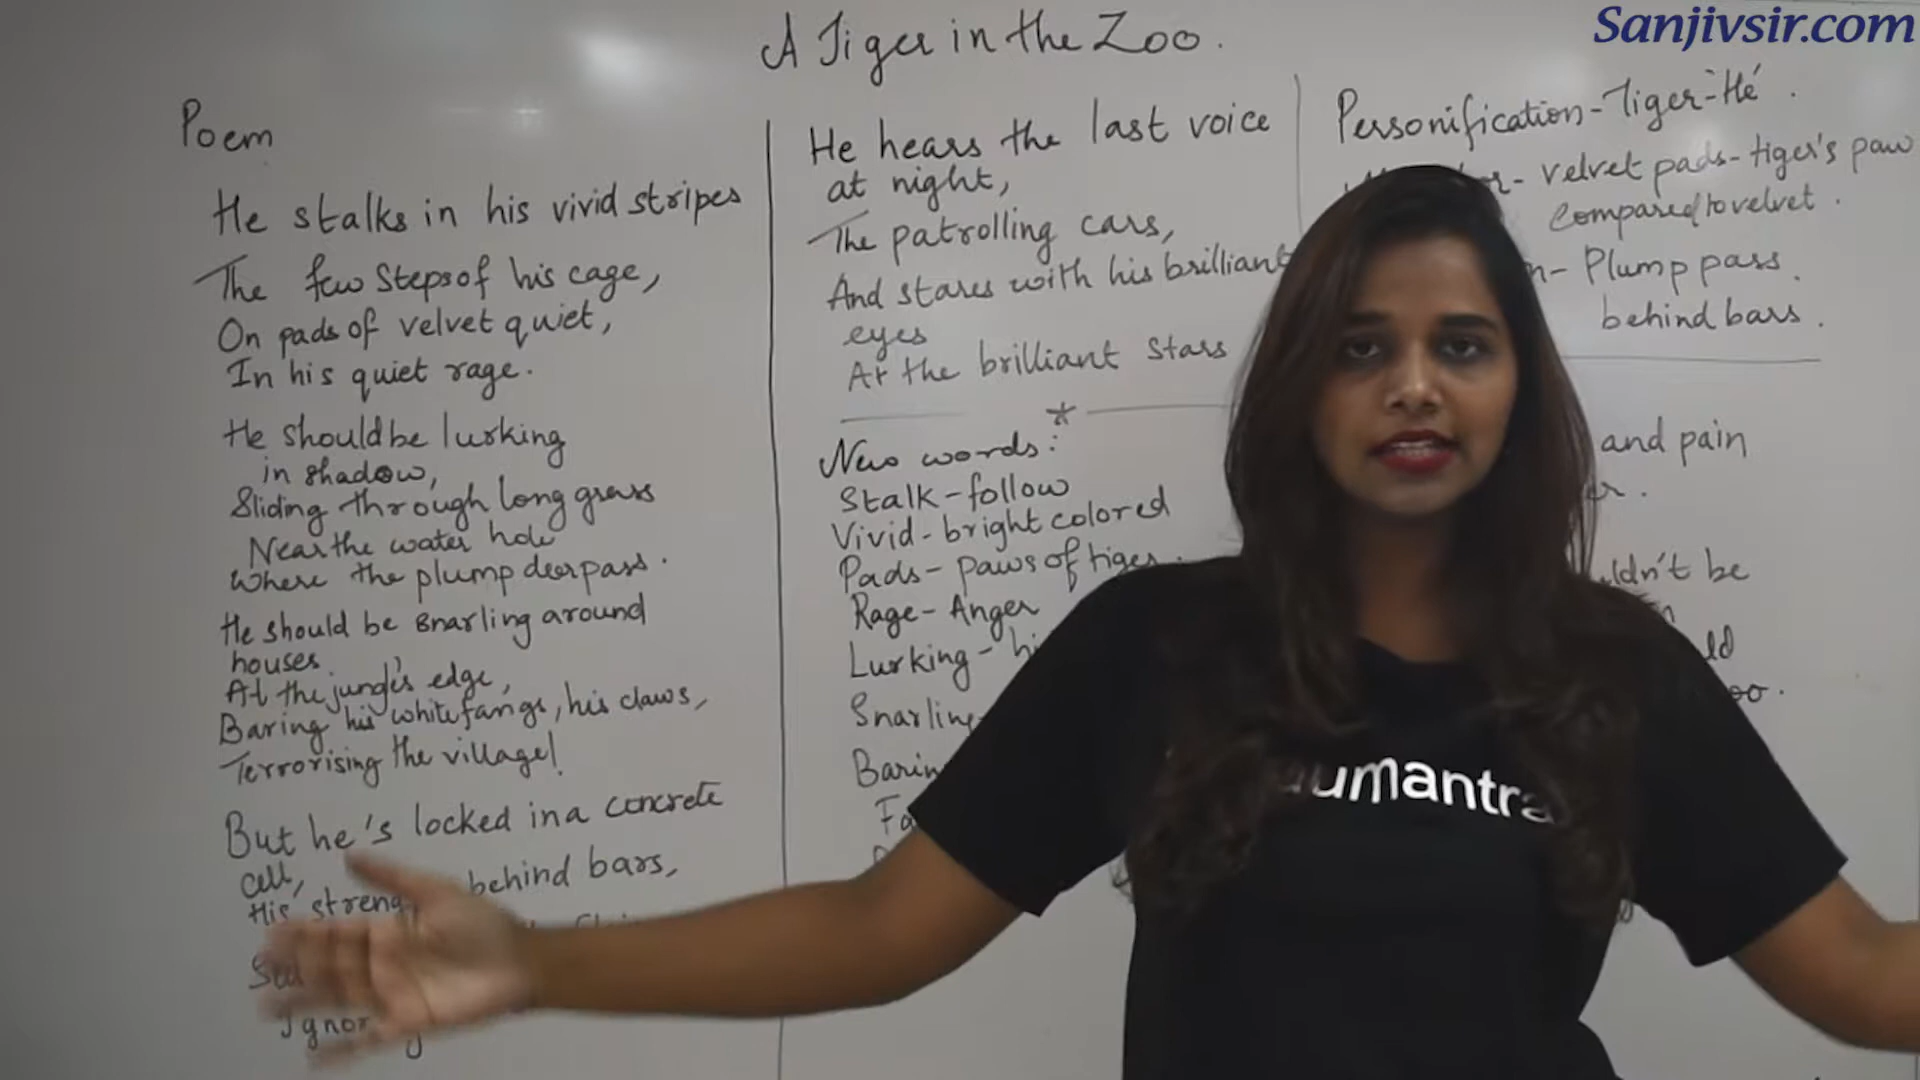 Sanjivsir.com
A Tiger in the Zoo.
Poem
He stalks in his vivid stripes
The few steps of his cage,
On pads of velvet quiet,
In his quiet rage.
He should be lurking
in shadow,
Sliding through long grass
Near the water hole
Where the plump deer pass.
He should be snarling around
houses
At the jungle's edge,
Baring his white fangs, his claws,
Terrorising the village!
But he's locked in a concrete
cell,
His behind bars,
He hears the last voice
at night,
The patrolling cars,
And stares with his brilliant
eyes
At the brilliant stars
New words:
Stalk - follow
Vivid - bright colored
Pads - paws of tiger.
Rage - Anger
Lurking -
Snarling
Personification - Tiger - 'He'.
velvet pads - tiger's paw
compared to velvet.
Plump pass.
behind bars.
and pain
be
umantra